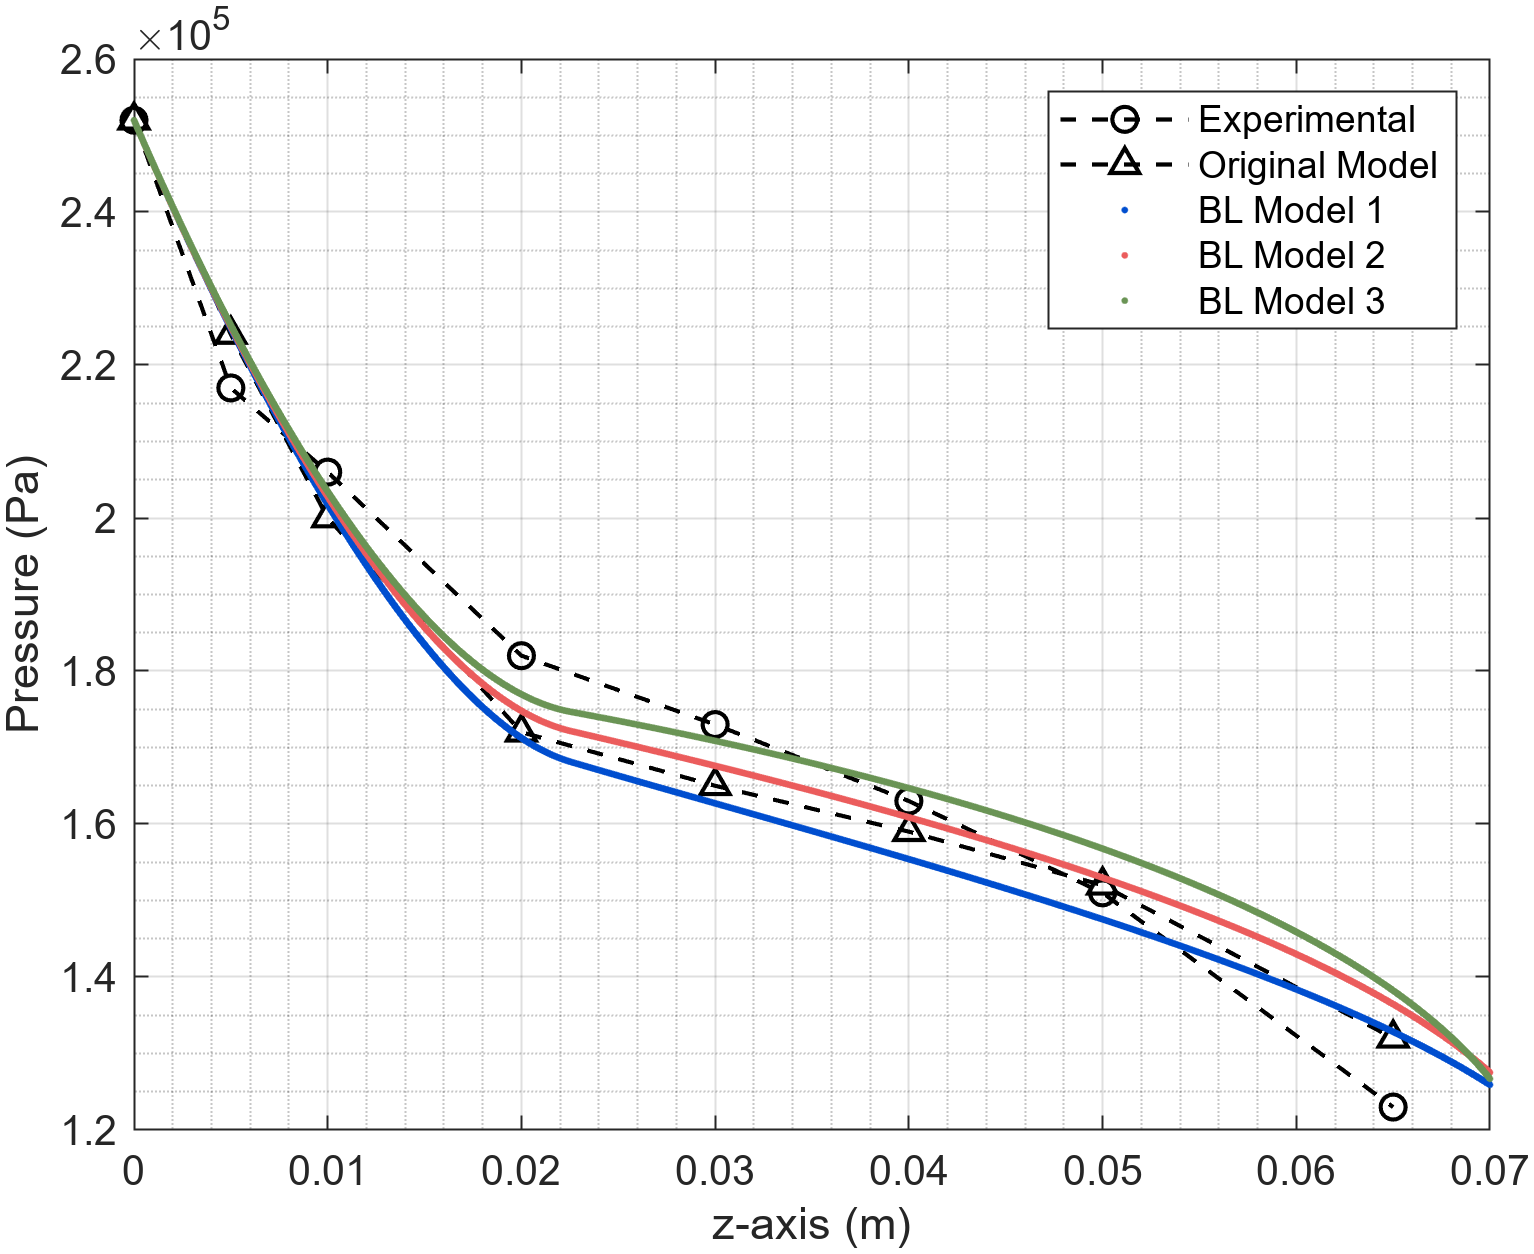 ×10⁵
2.6
2.4
2.2
2
1.8
1.6
1.4
1.2
Pressure (Pa)
0 0.01 0.02 0.03 0.04 0.05 0.06 0.07
z-axis (m)
Experimental
Original Model
BL Model 1
BL Model 2
BL Model 3